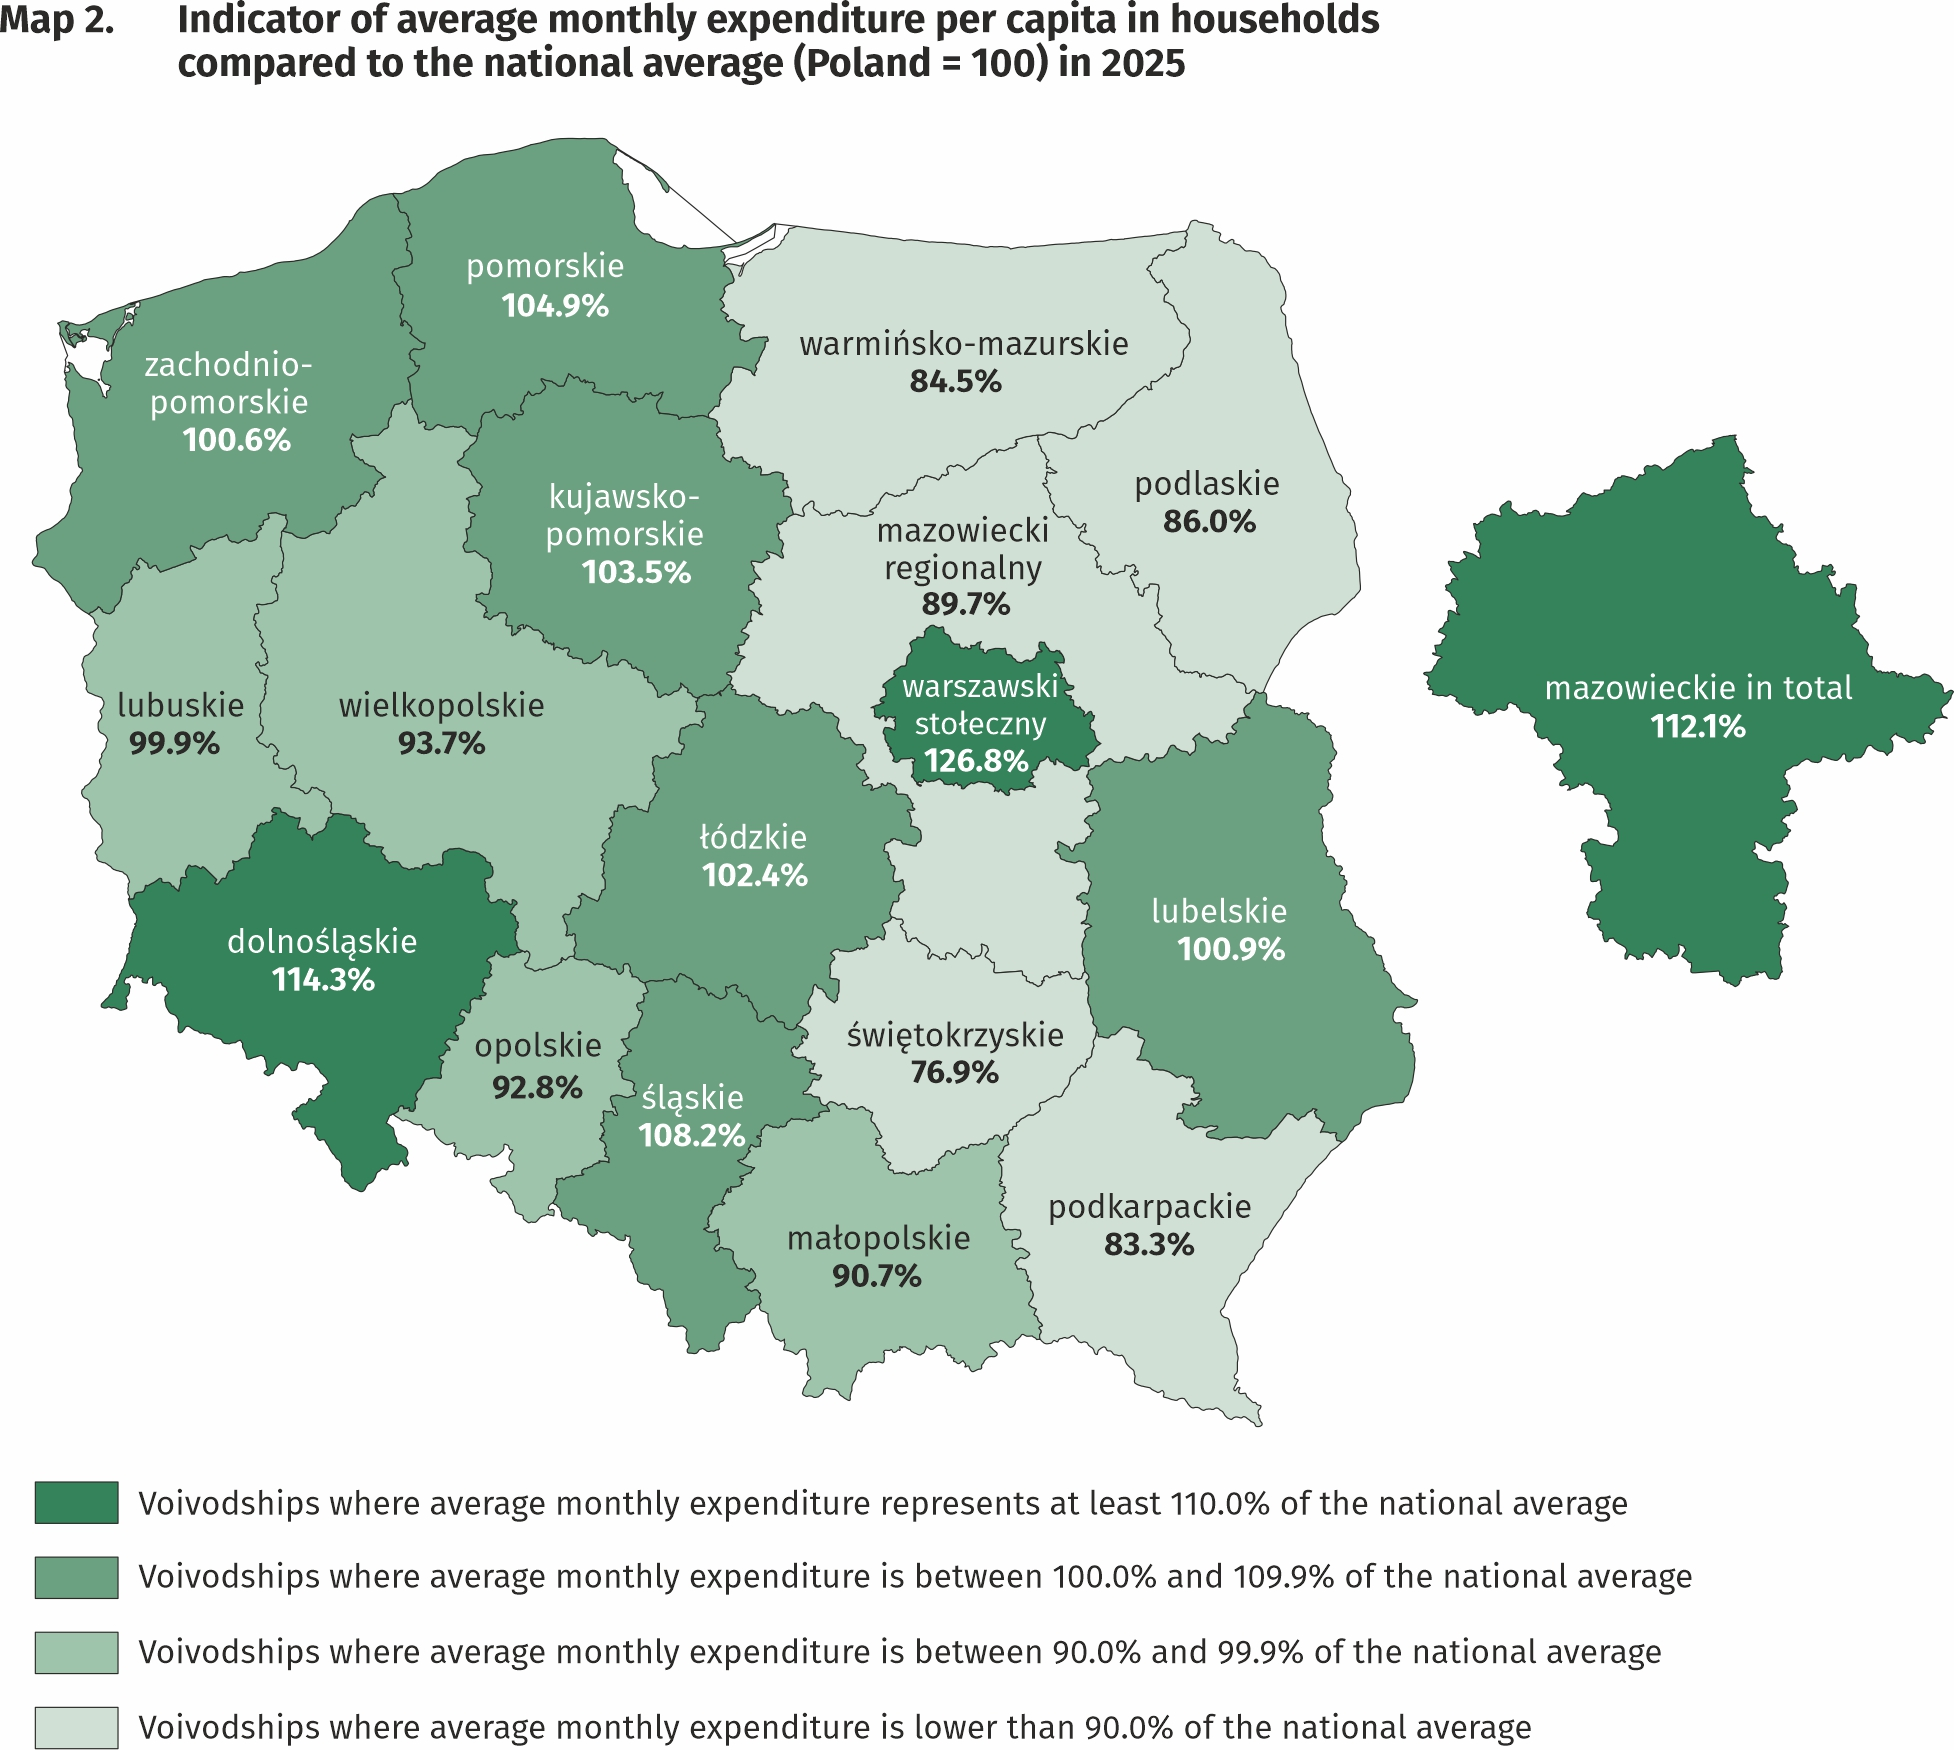 Map 2. Indicator of average monthly expenditure per capita in households
compared to the national average (Poland = 100) in 2025
pomorskie
104.9%
warmińsko-mazurskie
84.5%
zachodnio-
pomorskie
100.6%
podlaskie
86.0%
kujawsko-
pomorskie
103.5%
mazowiecki
regionalny
89.7%
warszawski
stołeczny
126.8%
mazowieckie in total
112.1%
lubuskie
99.9%
wielkopolskie
93.7%
łódzkie
102.4%
lubelskie
100.9%
dolnośląskie
114.3%
opolskie
92.8%
śląskie
108.2%
świętokrzyskie
76.9%
małopolskie
90.7%
podkarpackie
83.3%
Voivodships where average monthly expenditure represents at least 110.0% of the national average
Voivodships where average monthly expenditure is between 100.0% and 109.9% of the national average
Voivodships where average monthly expenditure is between 90.0% and 99.9% of the national average
Voivodships where average monthly expenditure is lower than 90.0% of the national average